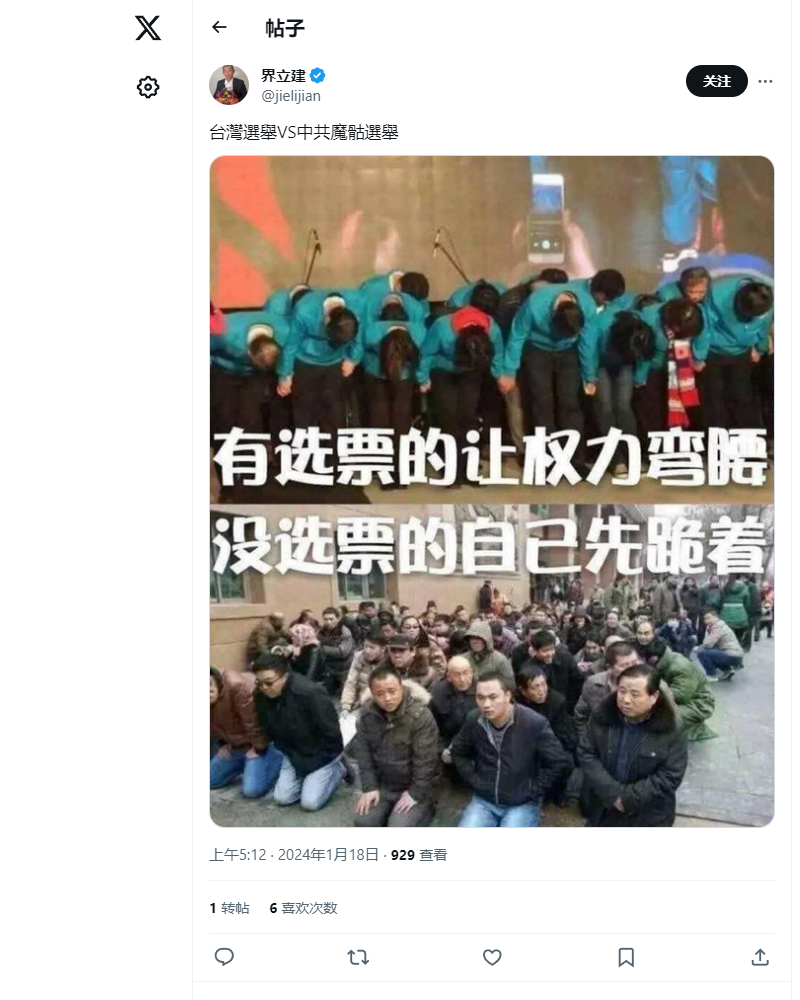 帖子
界立建
@jielijian
关注
台灣選舉VS中共魔骷選舉
有选票的让权力弯腰
没选票的自己先跪着
上午5:12 · 2024年1月18日 · 929 查看
1 转帖 6 喜欢次数